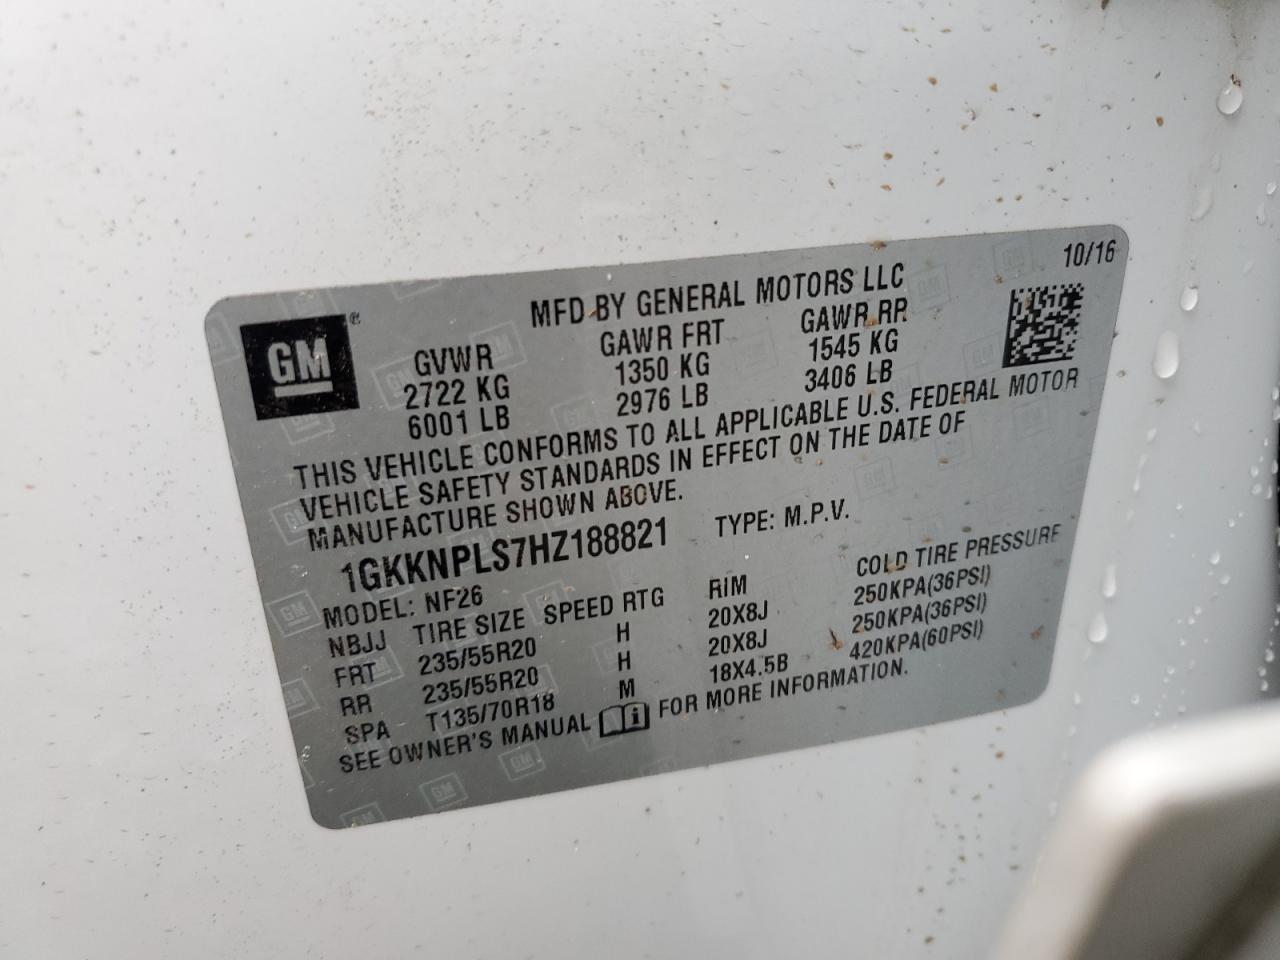 10/16
MFD BY GENERAL MOTORS LLC
GM ®
GVWR GAWR FRT GAWR RR
2722 KG 1350 KG 1545 KG
6001 LB 2976 LB 3406 LB
THIS VEHICLE CONFORMS TO ALL APPLICABLE U.S. FEDERAL MOTOR
VEHICLE SAFETY STANDARDS IN EFFECT ON THE DATE OF
MANUFACTURE SHOWN ABOVE.
1GKKNPLS7HZ188821 TYPE: M.P.V.
MODEL: NF26
NBJJ TIRE SIZE SPEED RTG RIM COLD TIRE PRESSURE
FRT 235/55R20 H 20X8J 250KPA(36PSI)
RR 235/55R20 H 20X8J 250KPA(36PSI)
SPA T135/70R18 M 18X4.5B 420KPA(60PSI)
SEE OWNER'S MANUAL FOR MORE INFORMATION.